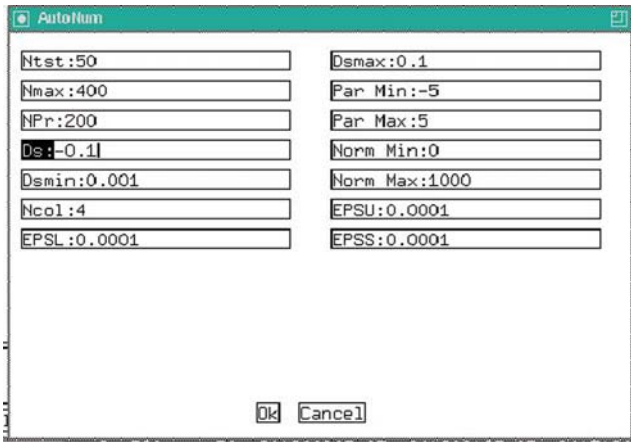 AutoNum
Ntst:50
Dsmax:0.1
Nmax:400
Par Min:-5
NPr:200
Par Max:5
Ds:-0.1
Norm Min:0
Dsmin:0.001
Norm Max:1000
Ncol:4
EPSU:0.0001
EPSL:0.0001
EPSS:0.0001
Ok
Cancel